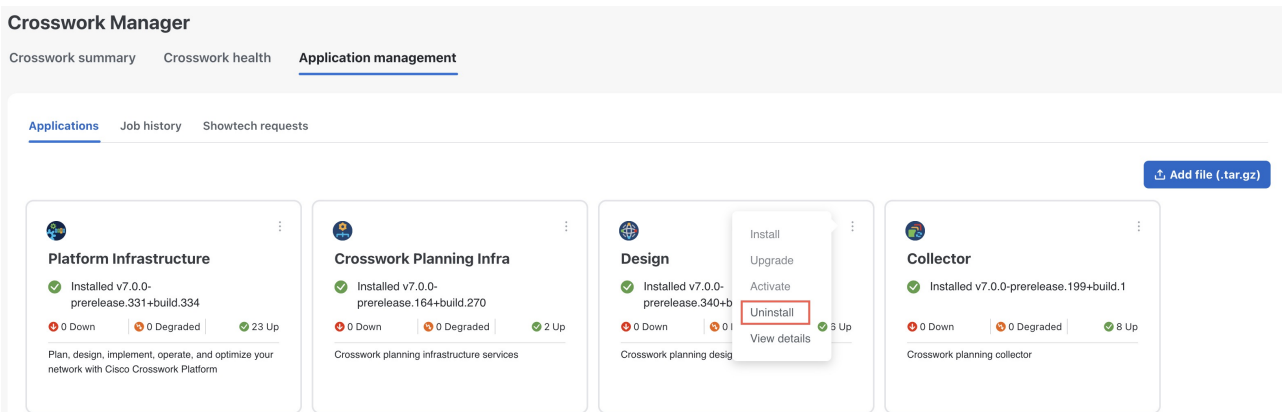 Crosswork Manager
Crosswork summary Crosswork health Application management
Applications Job history Showtech requests
Add file (.tar.gz)
Platform Infrastructure
Installed v7.0.0-
prerelease.331+build.334
0 Down 0 Degraded 23 Up
Plan, design, implement, operate, and optimize your
network with Cisco Crosswork Platform
Crosswork Planning Infra
Installed v7.0.0-
prerelease.164+build.270
0 Down 0 Degraded 2 Up
Crosswork planning infrastructure services
Design
Installed v7.0.0-
prerelease.340+b
0 Down 0 6 Up
Crosswork planning desig
Install
Upgrade
Activate
Uninstall
View details
Collector
Installed v7.0.0-prerelease.199+build.1
0 Down 0 Degraded 8 Up
Crosswork planning collector